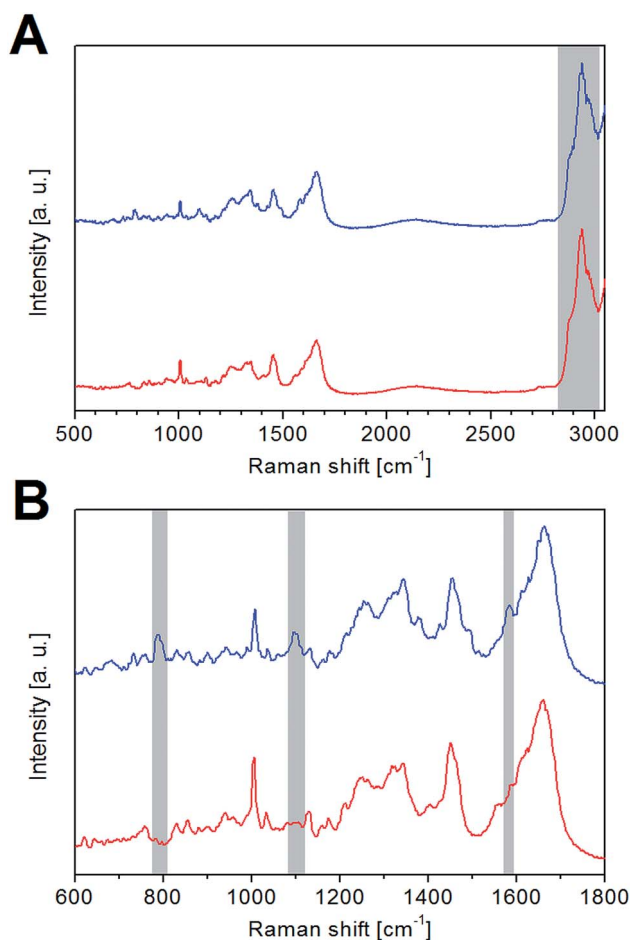 A
Intensity [a. u.]
500 1000 1500 2000 2500 3000
Raman shift [cm⁻¹]
B
Intensity [a. u.]
600 800 1000 1200 1400 1600 1800
Raman shift [cm⁻¹]